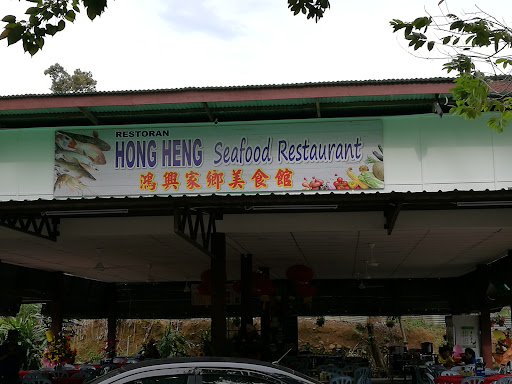 RESTORAN
HONG HENG Seafood Restaurant
鴻興家鄉美食館